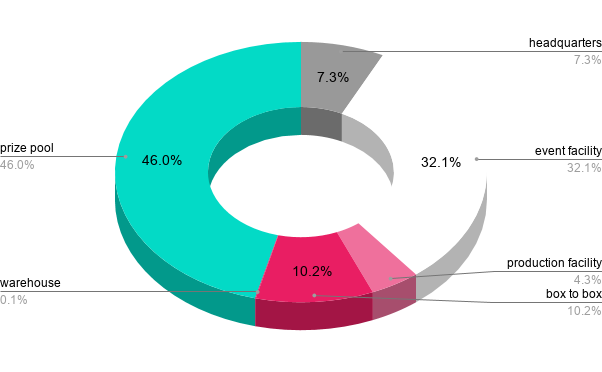 headquarters
7.3%
7.3%
prize pool
46.0%
46.0%
event facility
32.1%
32.1%
production facility
4.3%
10.2%
warehouse
0.1%
box to box
10.2%